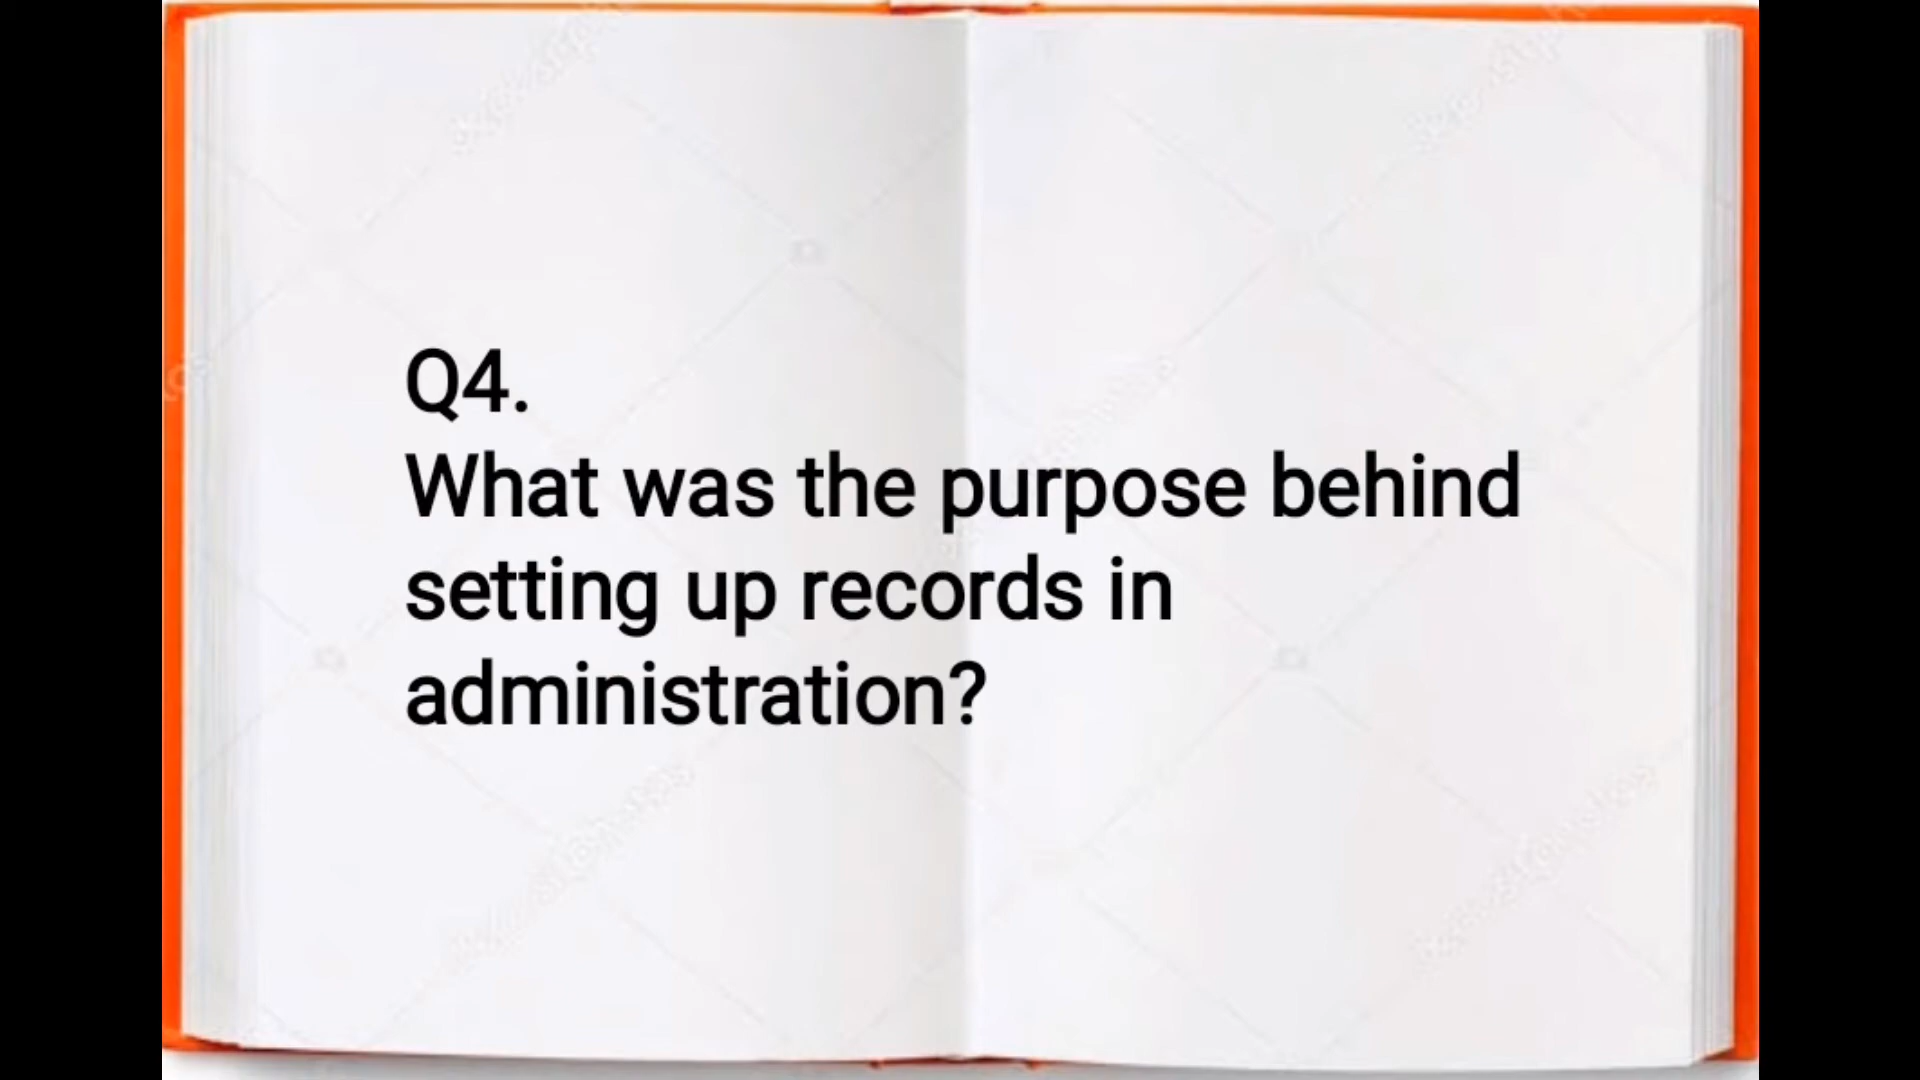 Q4.
What was the purpose behind
setting up records in
administration?